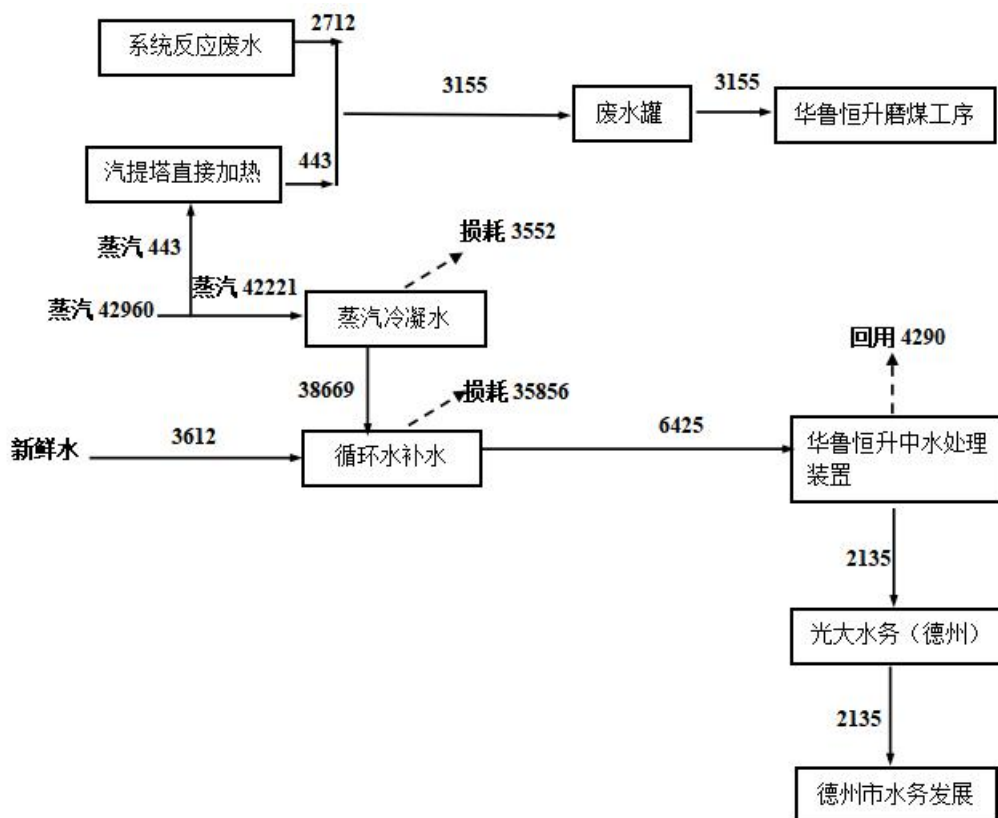 2712
系统反应废水
3155
3155
废水罐
华鲁恒升磨煤工序
443
汽提塔直接加热
蒸汽 443
损耗 3552
蒸汽 42221
蒸汽 42960
蒸汽冷凝水
回用 4290
38669
损耗 35856
新鲜水
3612
循环水补水
6425
华鲁恒升中水处理
装置
2135
光大水务（德州）
2135
德州市水务发展